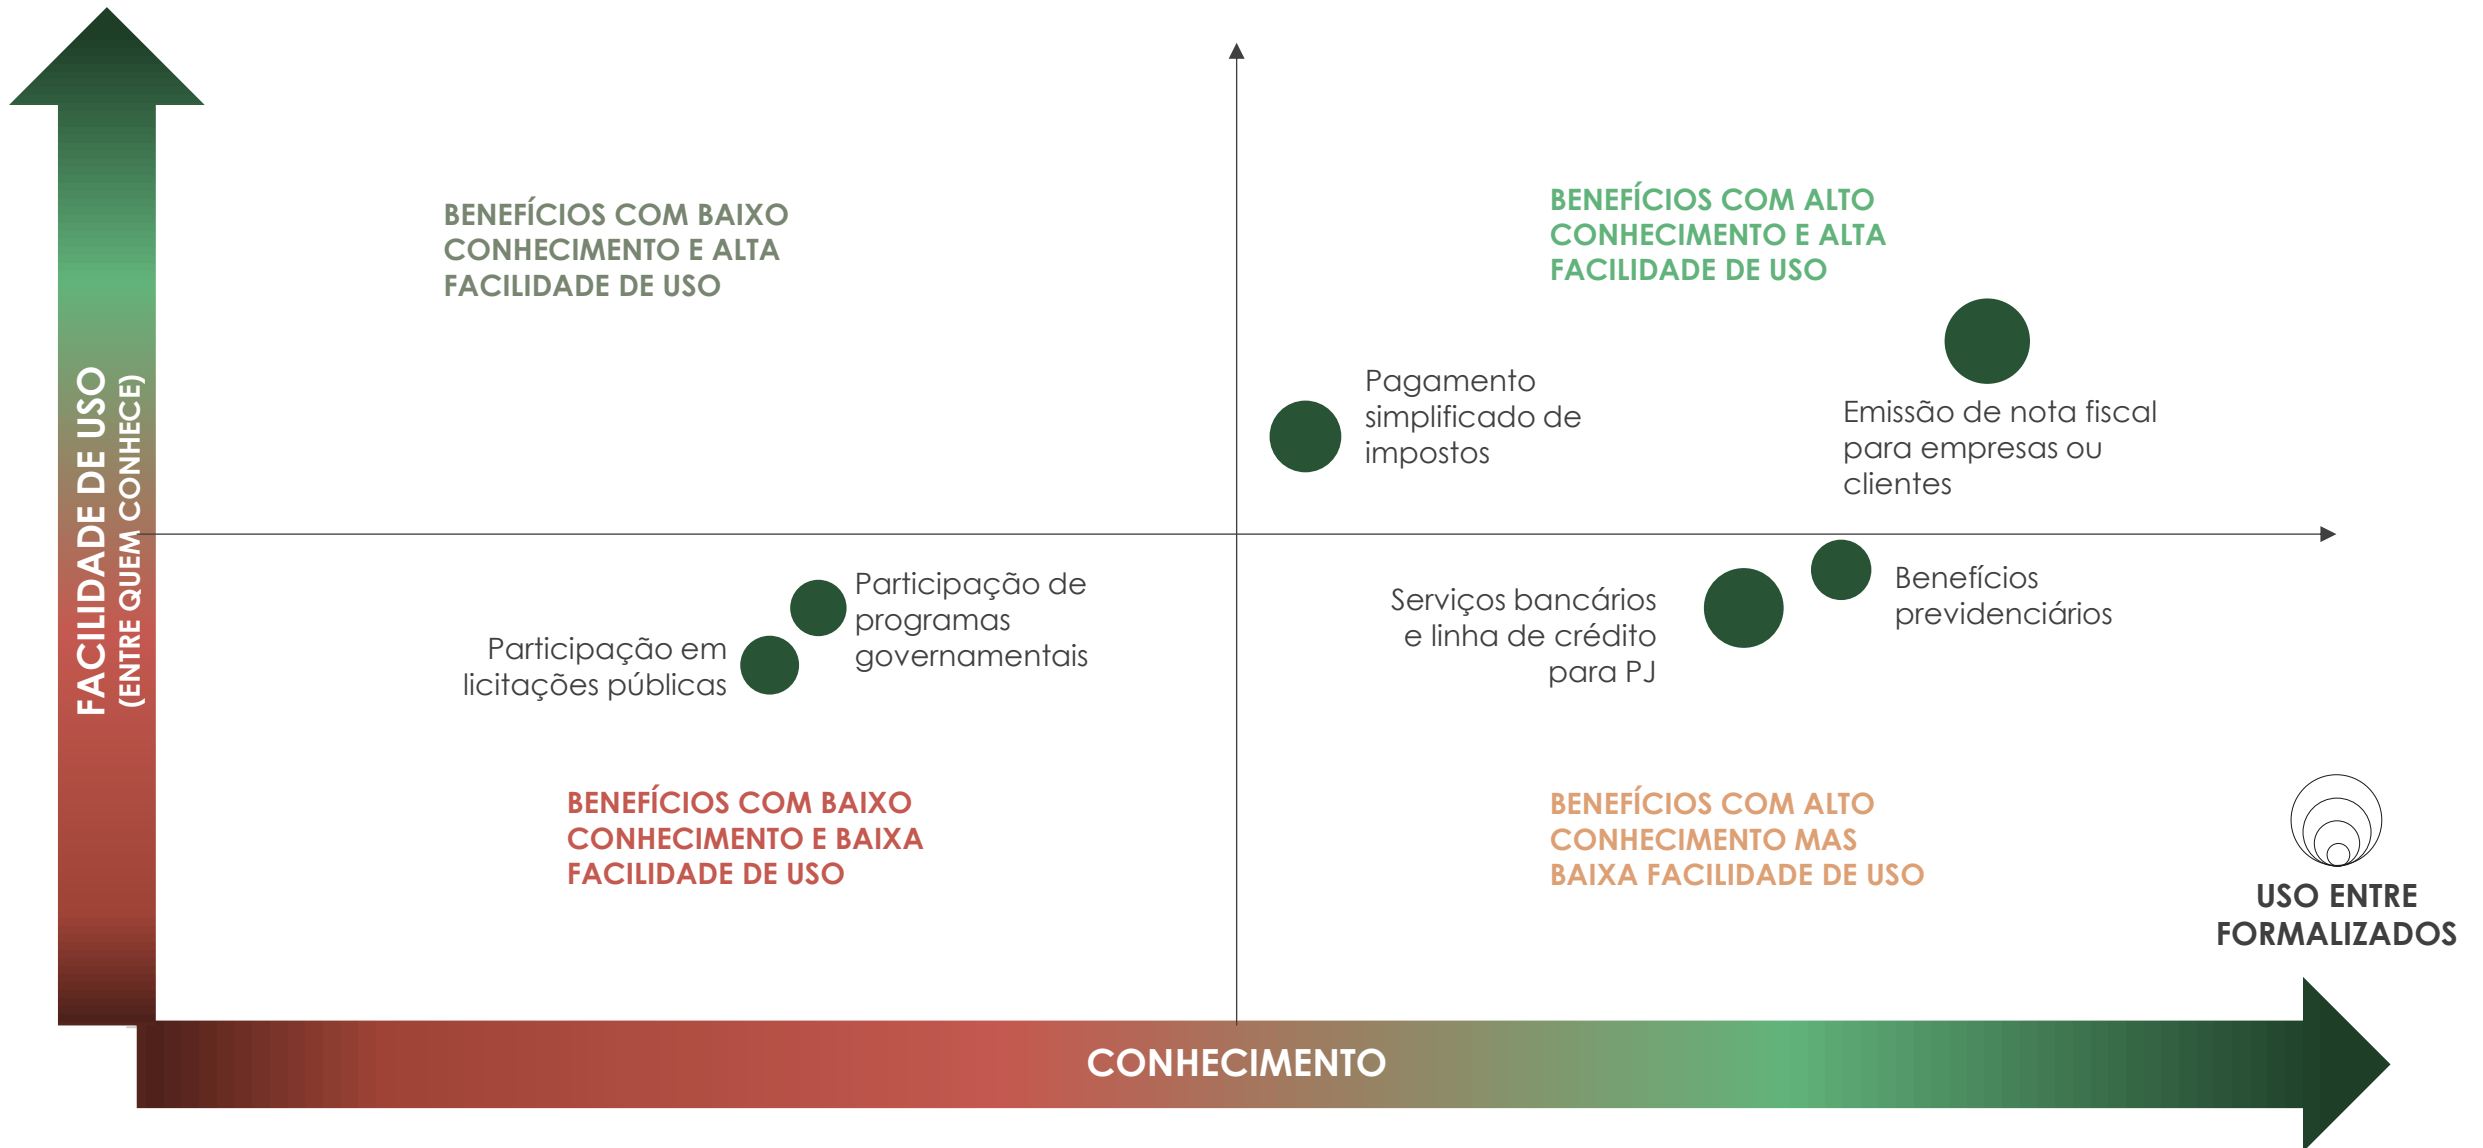 BENEFÍCIOS COM BAIXO
CONHECIMENTO E ALTA
FACILIDADE DE USO
BENEFÍCIOS COM ALTO
CONHECIMENTO E ALTA
FACILIDADE DE USO
FACILIDADE DE USO
(ENTRE QUEM CONHECE)
Pagamento
simplificado de
impostos
Emissão de nota fiscal
para empresas ou
clientes
Participação de
programas
governamentais
Participação em
licitações públicas
Serviços bancários
e linha de crédito
para PJ
Benefícios
previdenciários
BENEFÍCIOS COM BAIXO
CONHECIMENTO E BAIXA
FACILIDADE DE USO
BENEFÍCIOS COM ALTO
CONHECIMENTO MAS
BAIXA FACILIDADE DE USO
USO ENTRE
FORMALIZADOS
CONHECIMENTO